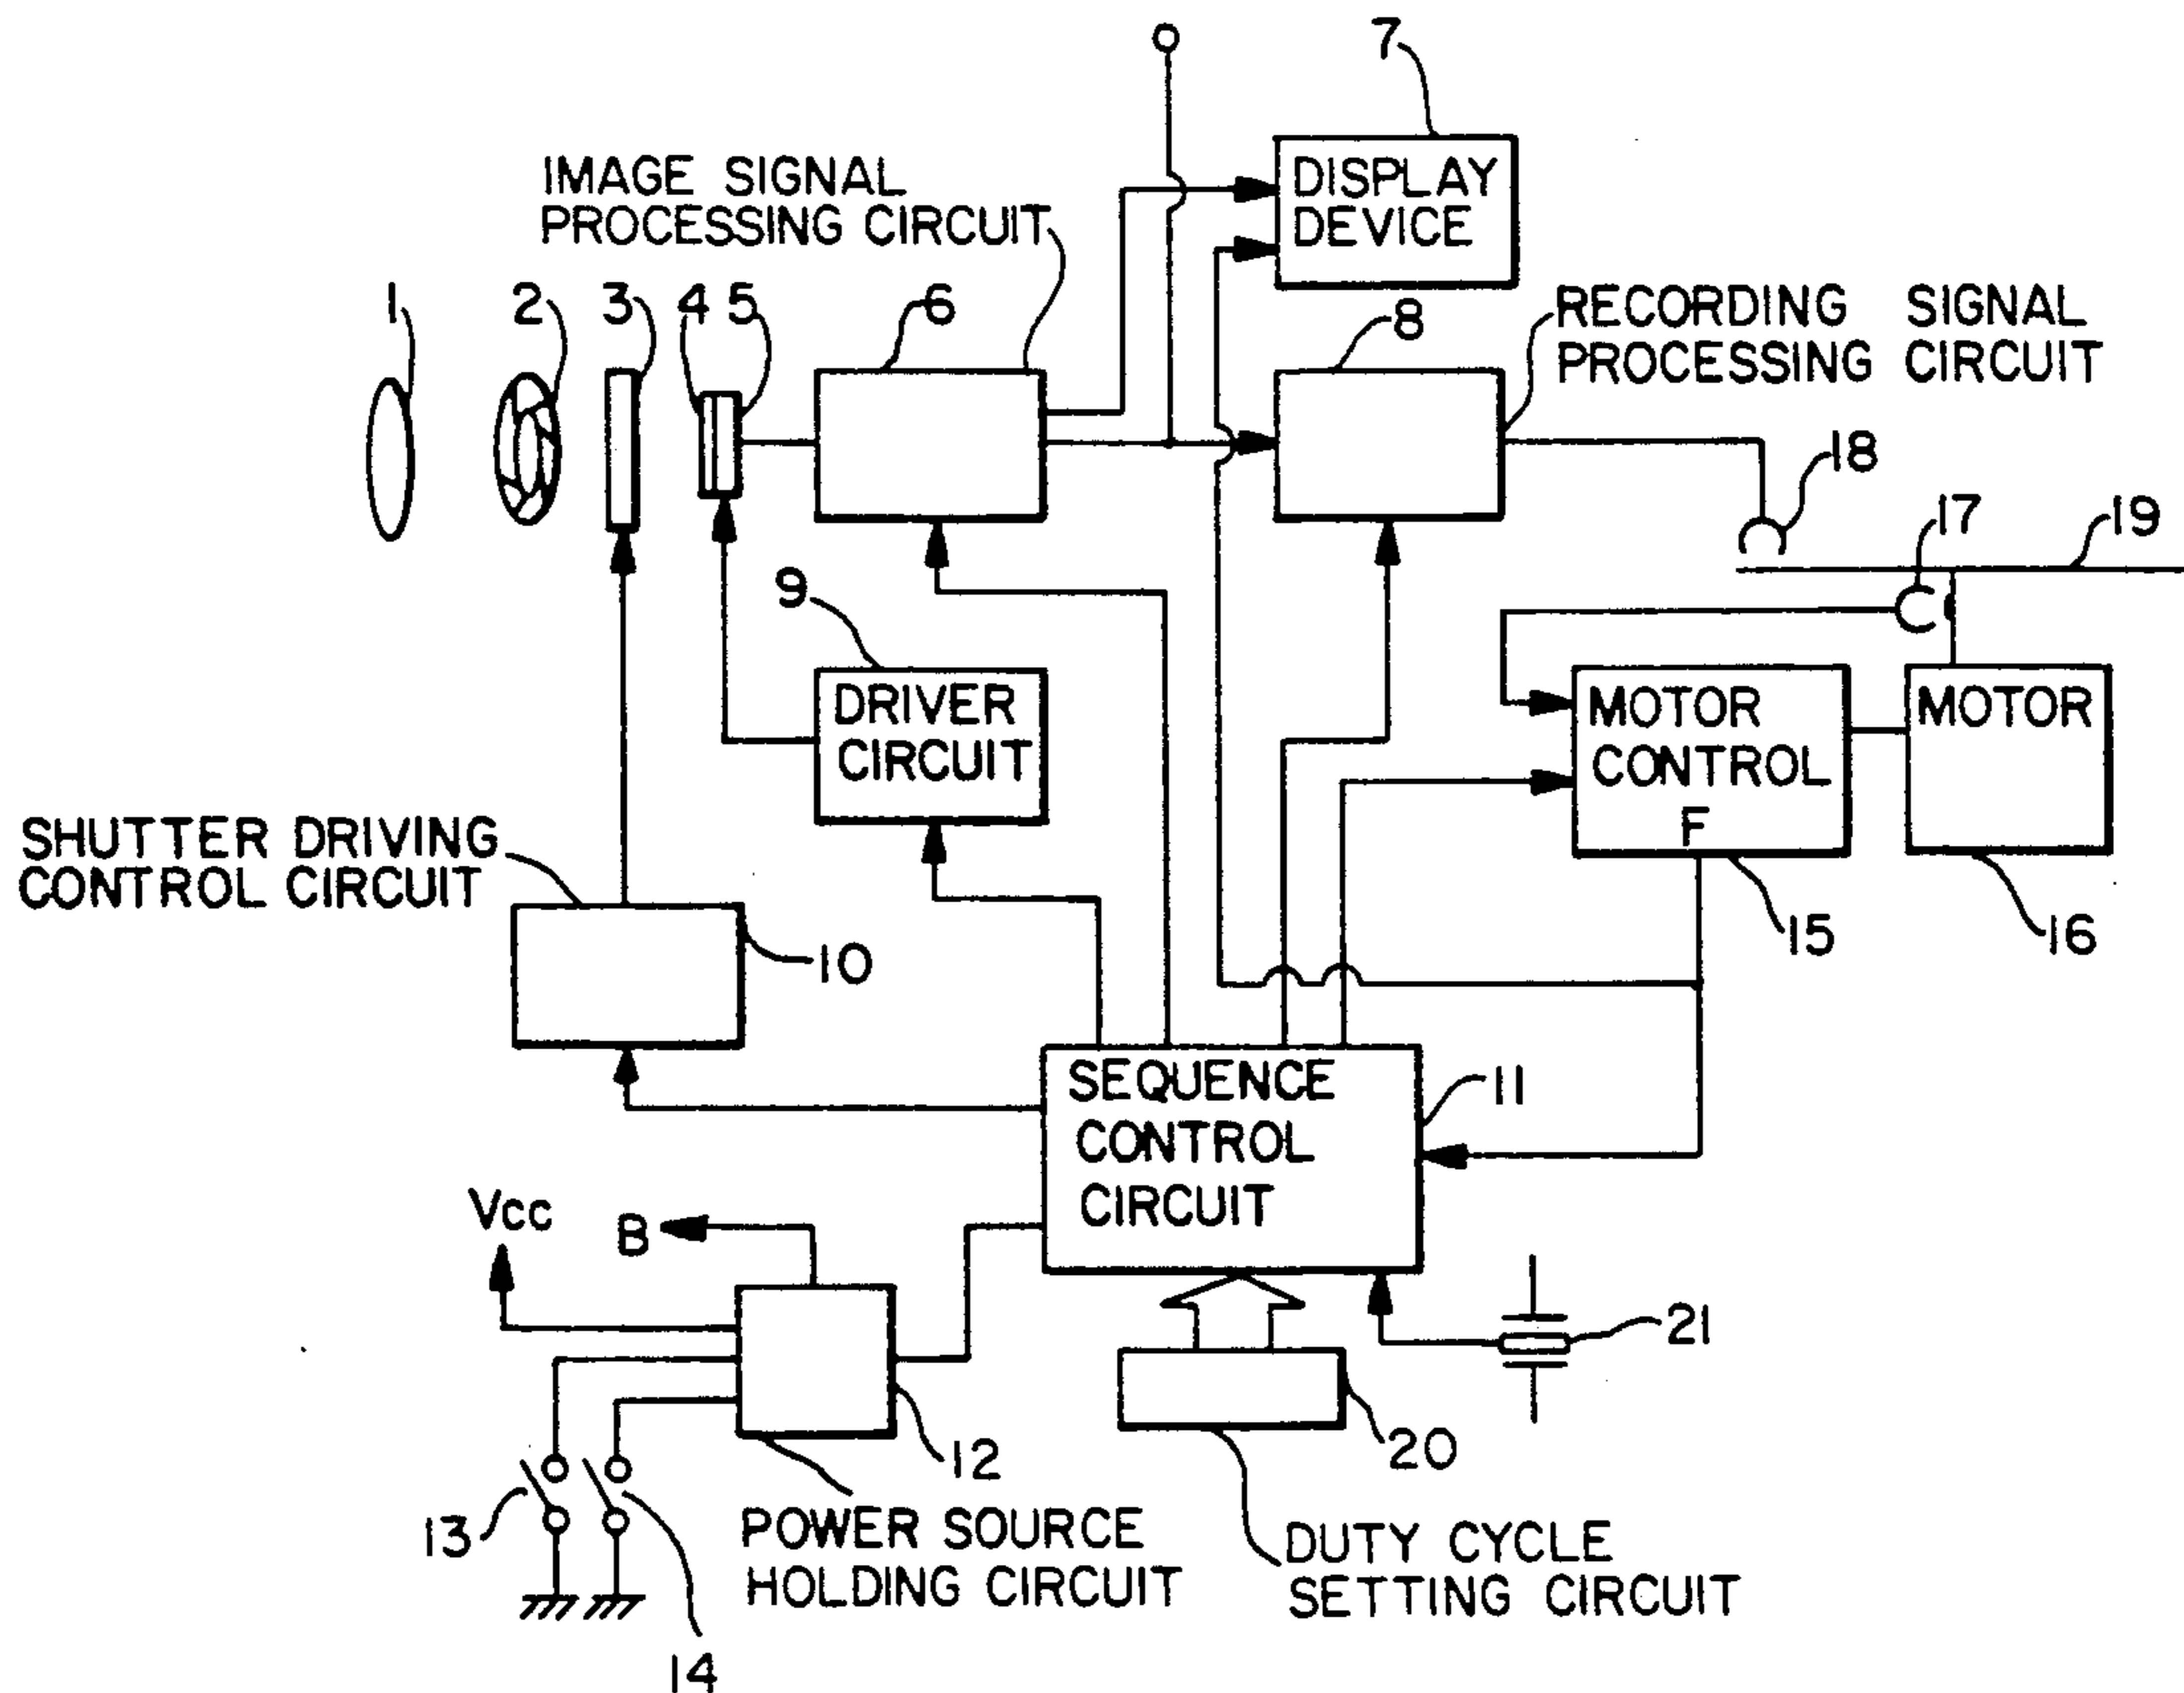 7
IMAGE SIGNAL
PROCESSING CIRCUIT
DISPLAY
DEVICE
1
2
3
4
5
6
8
RECORDING SIGNAL
PROCESSING CIRCUIT
18
17
19
9
DRIVER
CIRCUIT
MOTOR
CONTROL
F
MOTOR
SHUTTER DRIVING
CONTROL CIRCUIT
10
15
16
SEQUENCE
CONTROL
CIRCUIT
11
Vcc
B
21
12
20
13
POWER SOURCE
HOLDING CIRCUIT
DUTY CYCLE
SETTING CIRCUIT
14